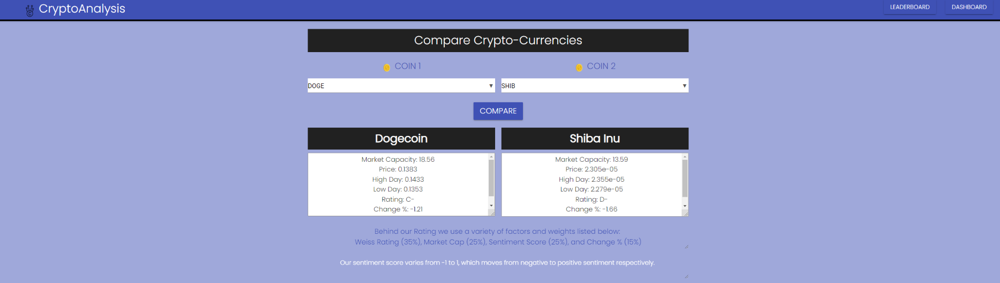 CryptoAnalysis
LEADERBOARD
DASHBOARD
Compare Crypto-Currencies
COIN 1
COIN 2
DOGE
SHIB
COMPARE
Dogecoin
Shiba Inu
Market Capacity: 18.56
Price: 0.1383
High Day: 0.1433
Low Day: 0.1353
Rating: C-
Change %: -1.21
Market Capacity: 13.59
Price: 2.305e-05
High Day: 2.355e-05
Low Day: 2.279e-05
Rating: D-
Change %: -1.66
Behind our Rating we use a variety of factors and weights listed below:
Weiss Rating (35%), Market Cap (25%), Sentiment Score (25%), and Change % (15%)
Our sentiment score varies from -1 to 1, which moves from negative to positive sentiment respectively.